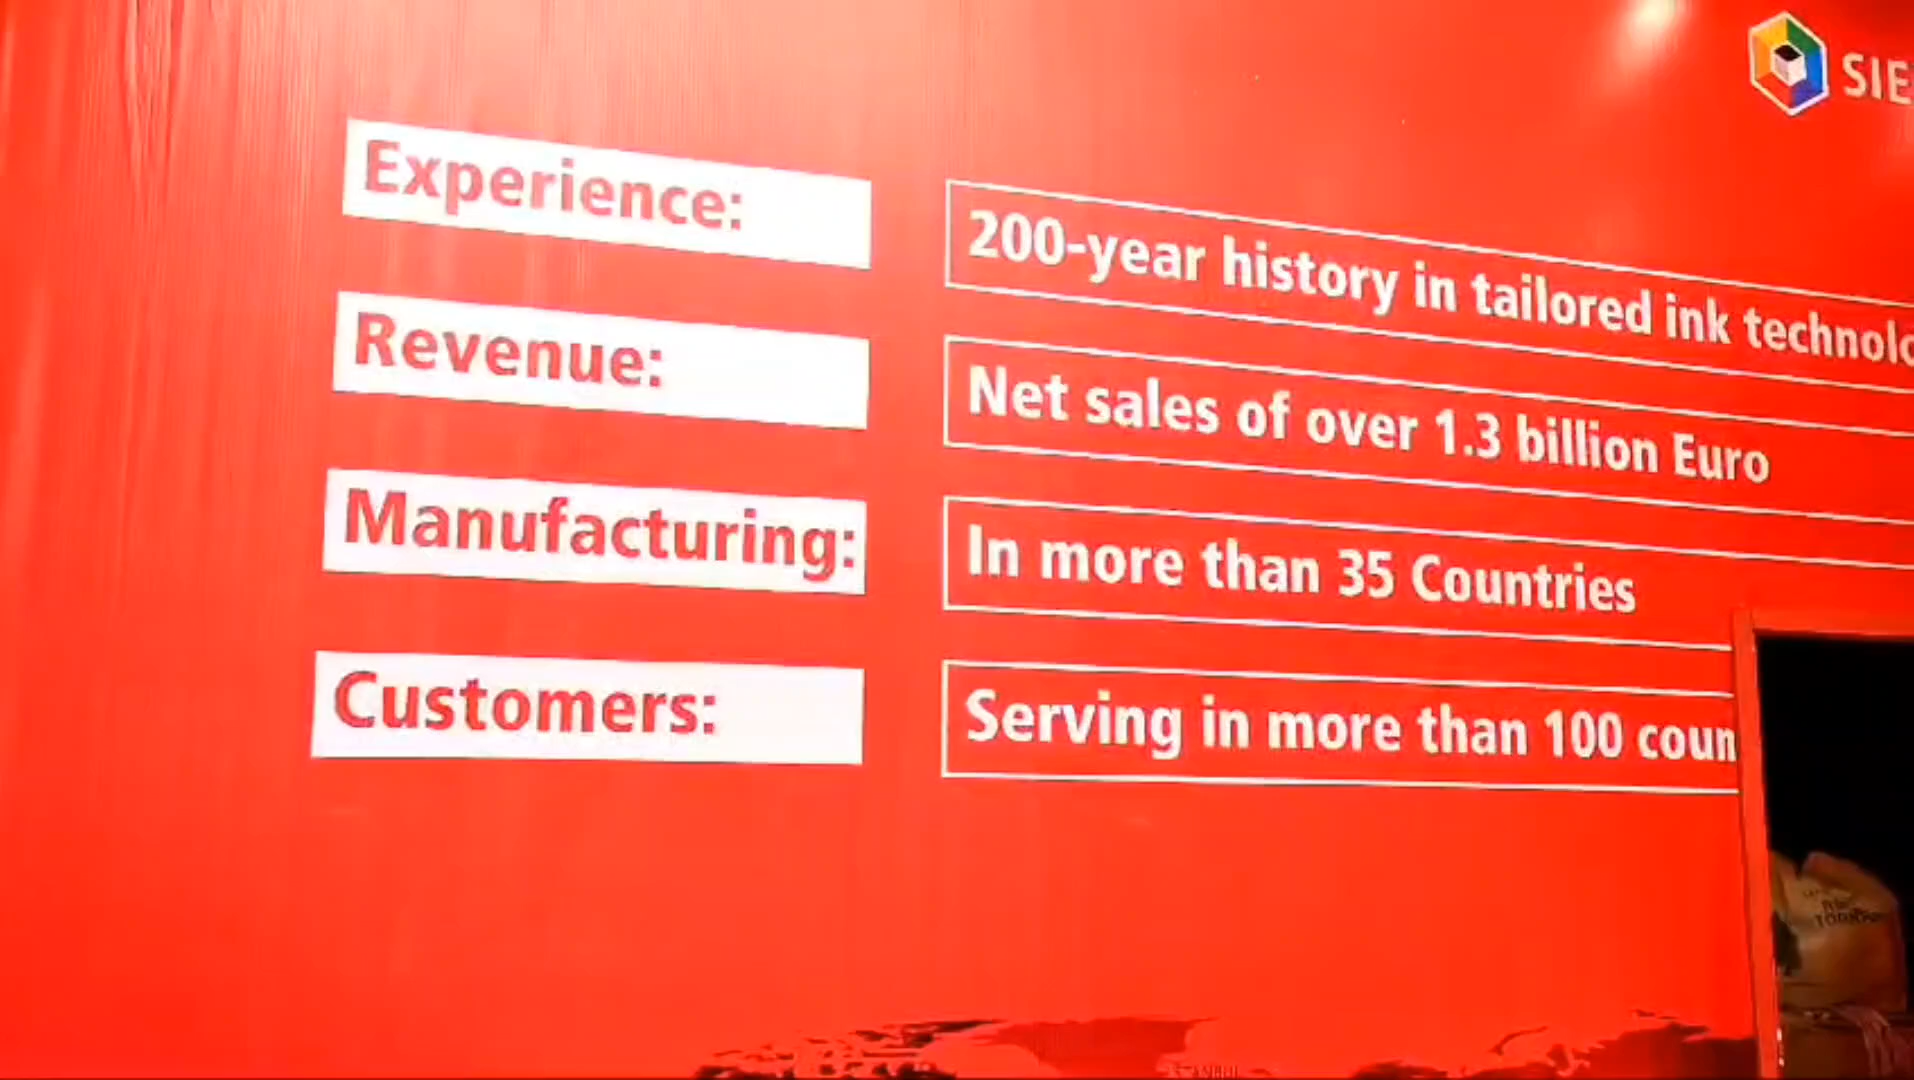 SIE
Experience:
200-year history in tailored ink technolo
Revenue:
Net sales of over 1.3 billion Euro
Manufacturing:
In more than 35 Countries
Customers:
Serving in more than 100 coun
ISTANBUL